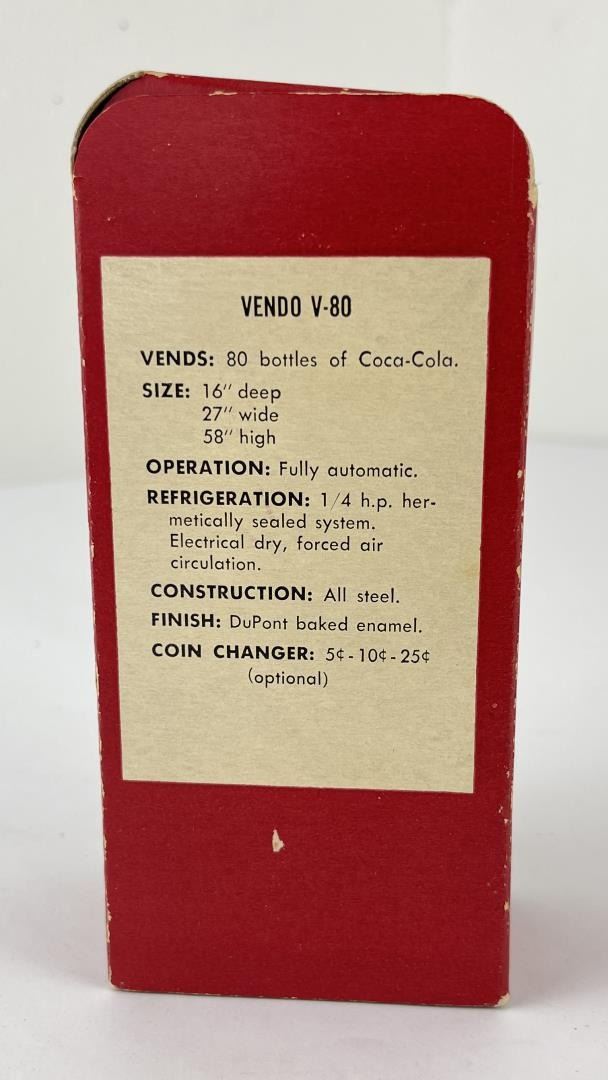 VENDO V-80
VENDS: 80 bottles of Coca-Cola.
SIZE: 16" deep
27" wide
58" high
OPERATION: Fully automatic.
REFRIGERATION: 1/4 h.p. her-
metically sealed system.
Electrical dry, forced air
circulation.
CONSTRUCTION: All steel.
FINISH: DuPont baked enamel.
COIN CHANGER: 5¢-10¢-25¢
(optional)